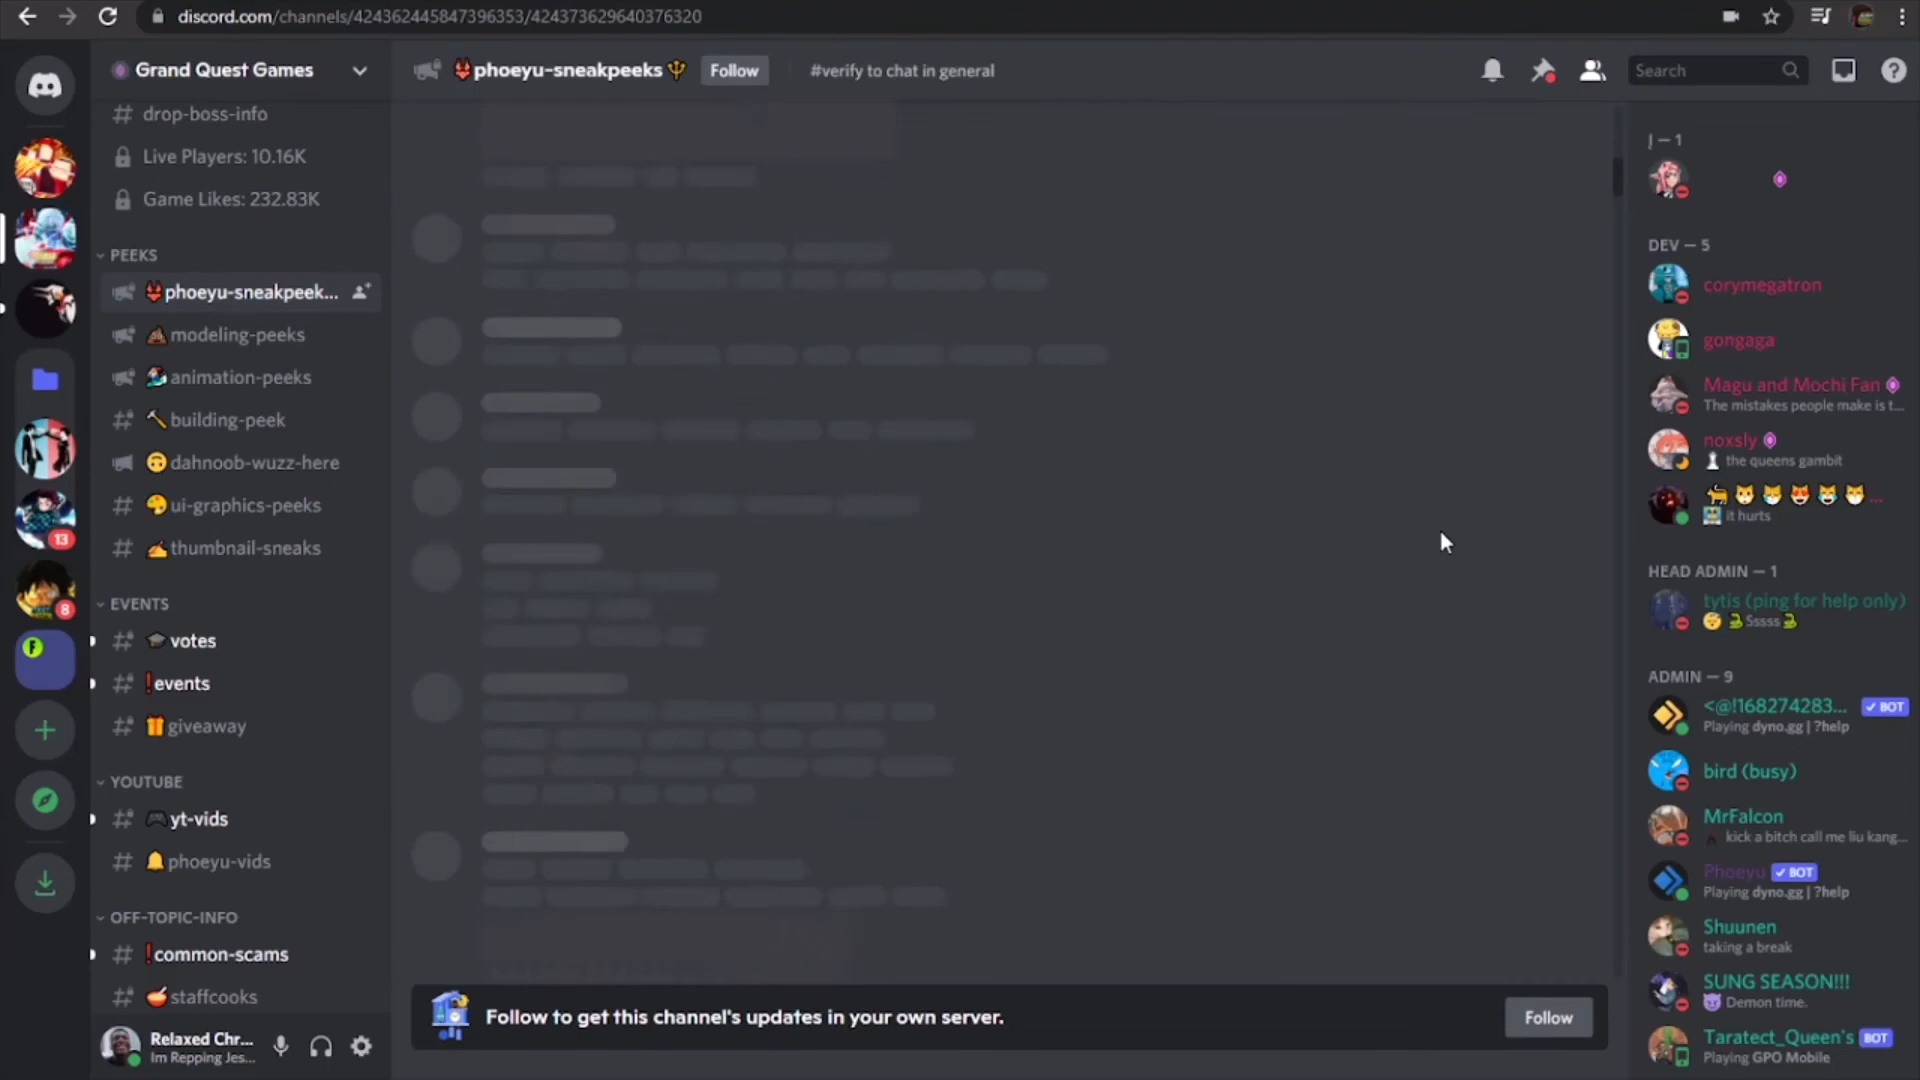 discord.com/channels/424362445847396353/424373629640376320
Grand Quest Games
phoeyu-sneakpeeks
Follow
#verify to chat in general
Search
drop-boss-info
Live Players: 10.16K
Game Likes: 232.83K
PEEKS
phoeyu-sneakpeek...
modeling-peeks
animation-peeks
building-peek
dahnoob-wuzz-here
ui-graphics-peeks
thumbnail-sneaks
EVENTS
votes
events
giveaway
YOUTUBE
yt-vids
phoeyu-vids
OFF-TOPIC-INFO
common-scams
staffcooks
13
8
F
Relaxed Chr...
Im Repping Jes...
Follow to get this channel's updates in your own server.
Follow
J — 1
DEV — 5
corymegatron
gongaga
Magu and Mochi Fan
The mistakes people make is t...
noxsly
the queens gambit
it hurts
HEAD ADMIN — 1
tytis (ping for help only)
Sssss
ADMIN — 9
<@!168274283... BOT
Playing dyno.gg | ?help
bird (busy)
MrFalcon
kick a bitch call me liu kang...
Phoeyu BOT
Playing dyno.gg | ?help
Shuunen
taking a break
SUNG SEASON!!!
Demon time.
Taratect_Queen's BOT
Playing GPO Mobile